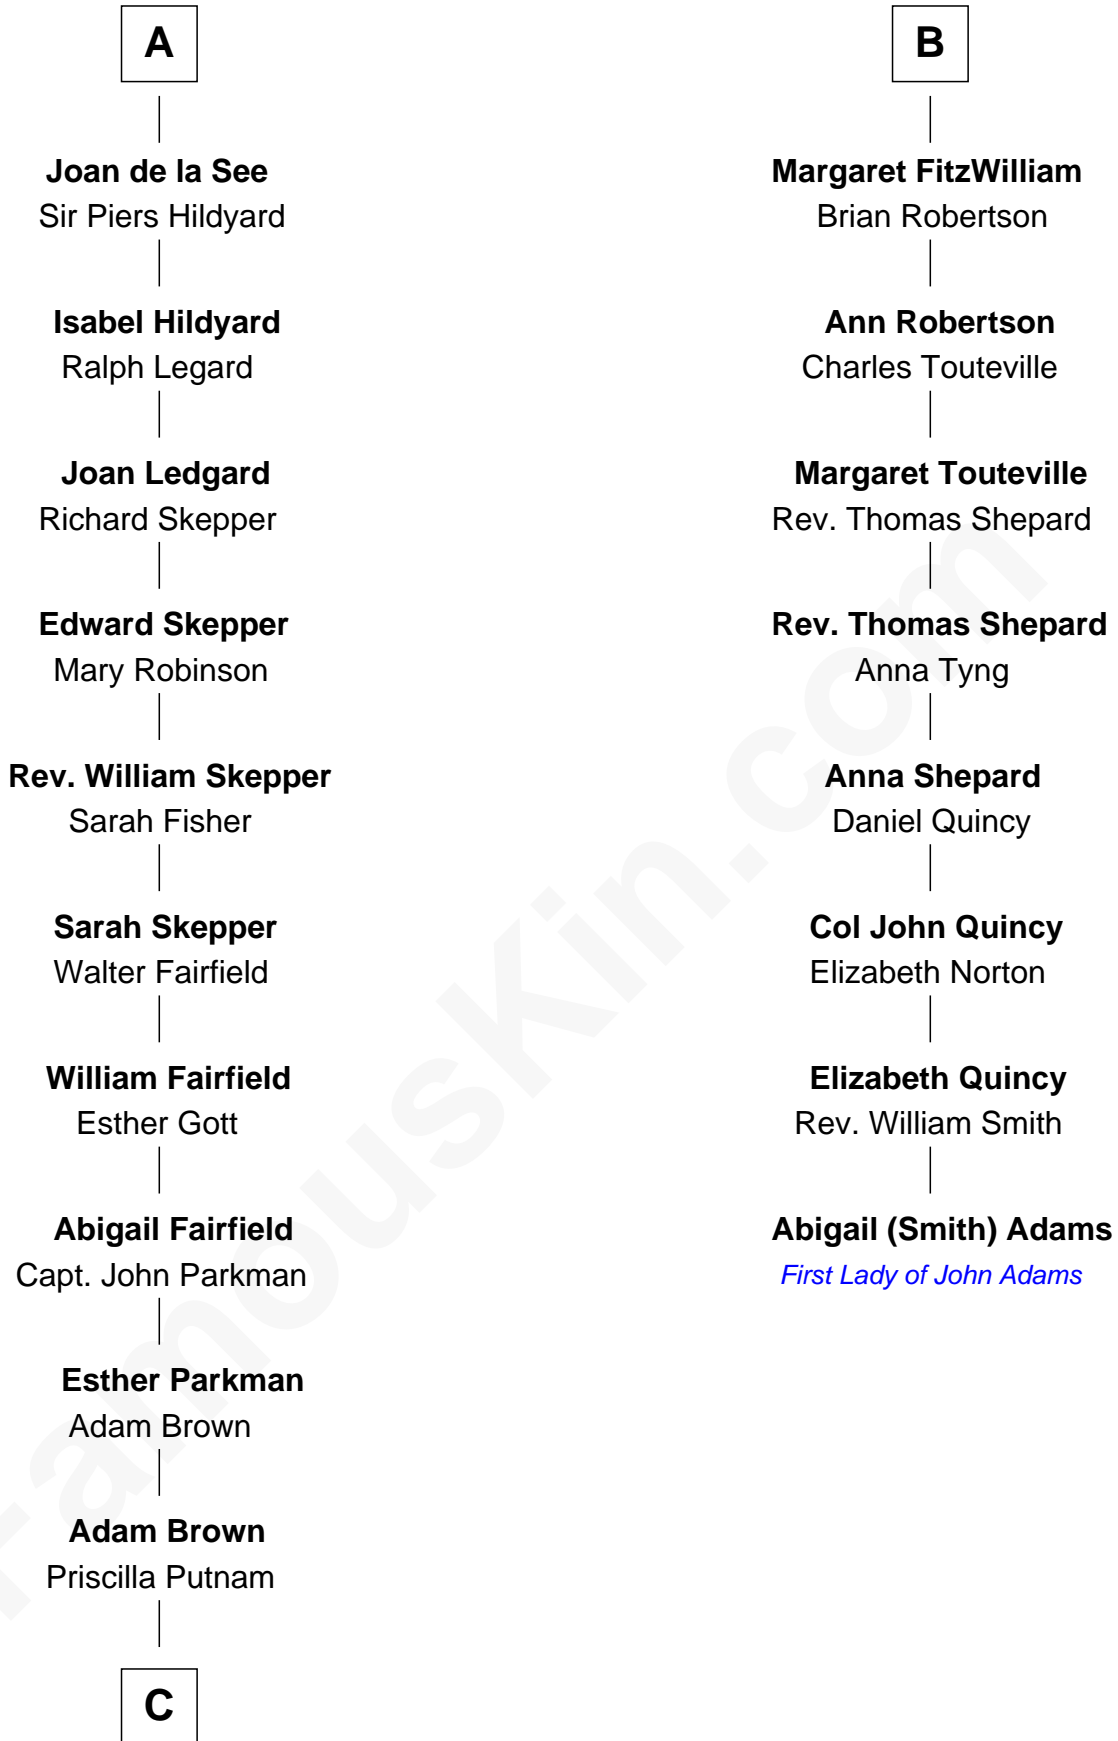 A
Joan de la See
Sir Piers Hildyard
Isabel Hildyard
Ralph Legard
Joan Ledgard
Richard Skepper
Edward Skepper
Mary Robinson
Rev. William Skepper
Sarah Fisher
Sarah Skepper
Walter Fairfield
William Fairfield
Esther Gott
Abigail Fairfield
Capt. John Parkman
Esther Parkman
Adam Brown
Adam Brown
Priscilla Putnam
C
B
Margaret FitzWilliam
Brian Robertson
Ann Robertson
Charles Touteville
Margaret Touteville
Rev. Thomas Shepard
Rev. Thomas Shepard
Anna Tyng
Anna Shepard
Daniel Quincy
Col John Quincy
Elizabeth Norton
Elizabeth Quincy
Rev. William Smith
Abigail (Smith) Adams
First Lady of John Adams
FamousKin.com